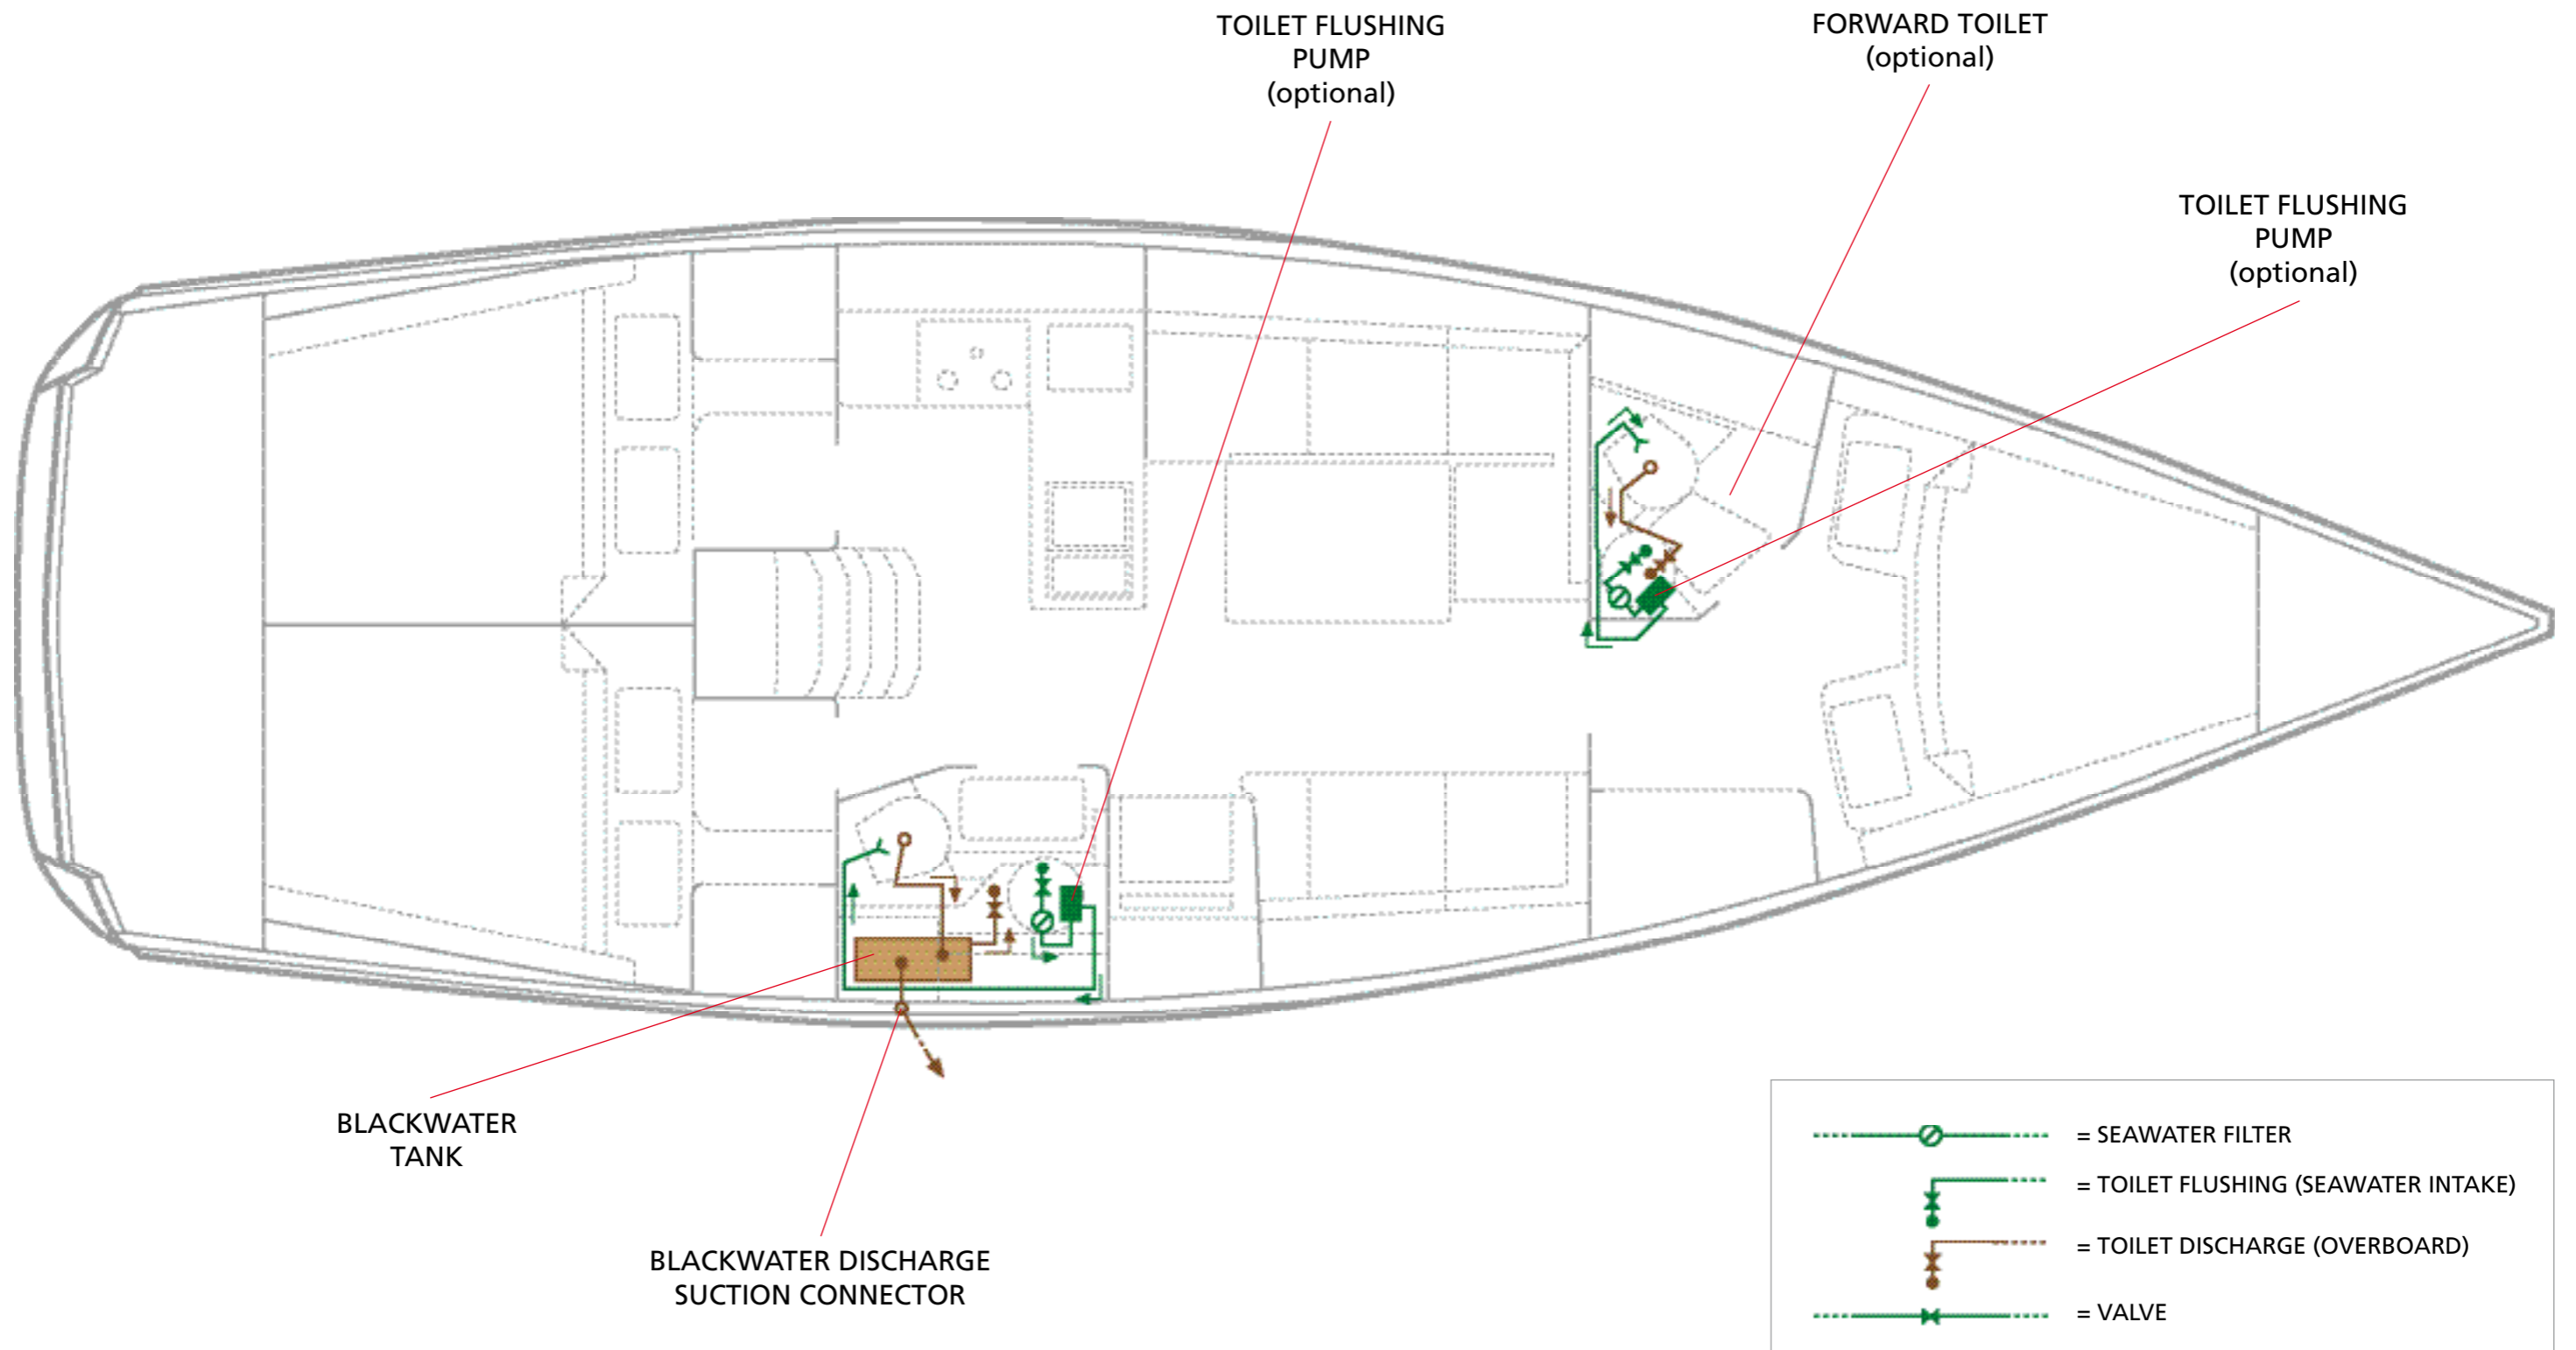 TOILET FLUSHING
PUMP
(optional)
FORWARD TOILET
(optional)
TOILET FLUSHING
PUMP
(optional)
BLACKWATER
TANK
BLACKWATER DISCHARGE
SUCTION CONNECTOR
= SEAWATER FILTER
= TOILET FLUSHING (SEAWATER INTAKE)
= TOILET DISCHARGE (OVERBOARD)
= VALVE